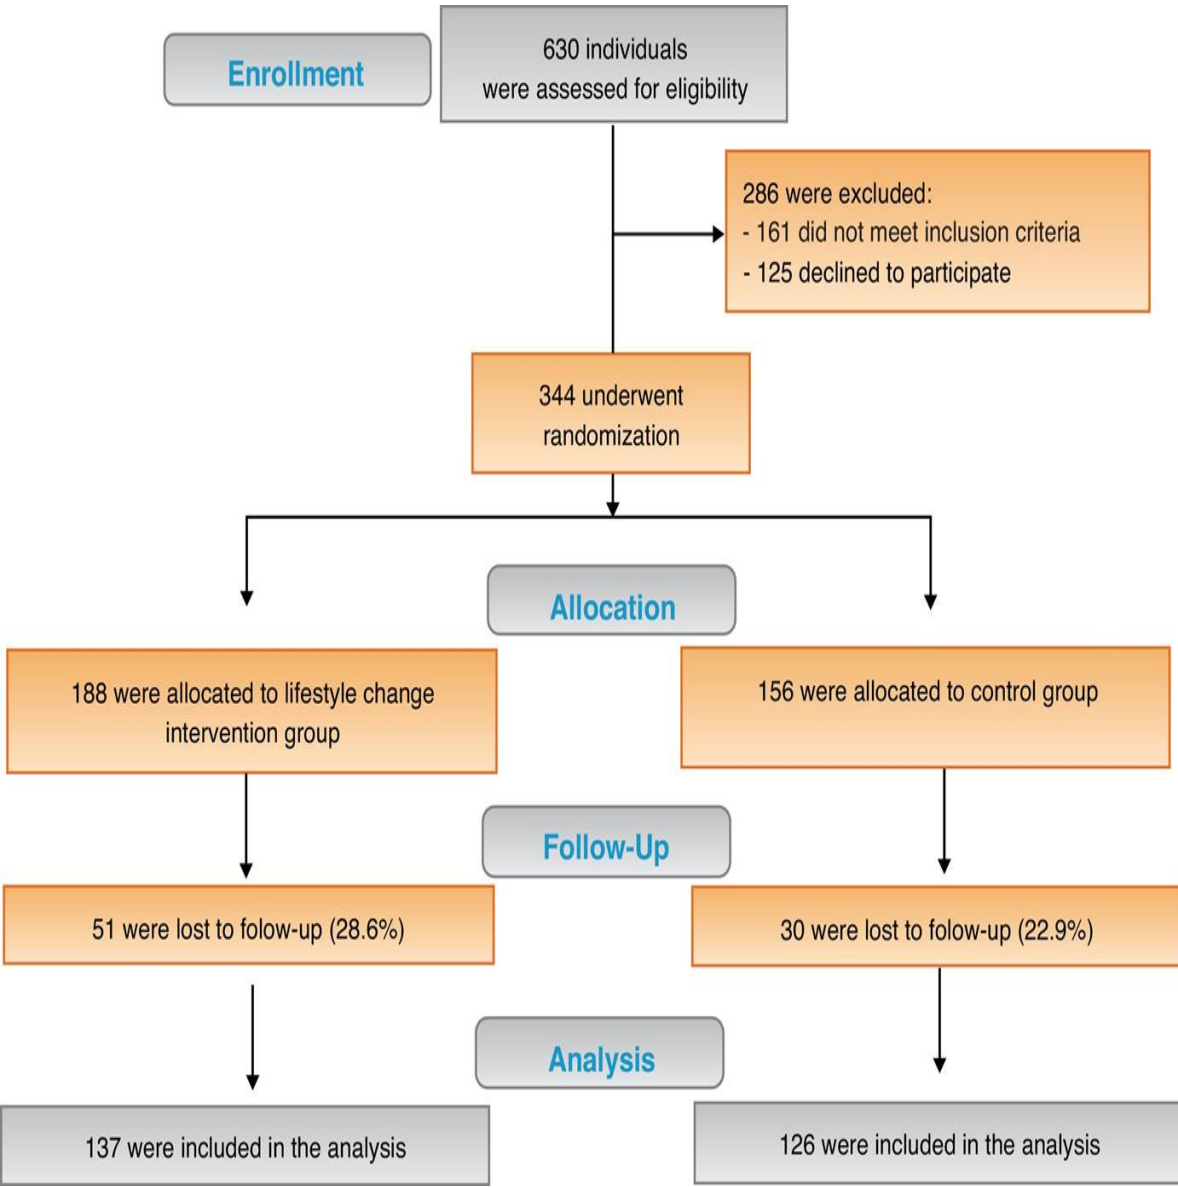 Enrollment
630 individuals
were assessed for eligibility
286 were excluded:
- 161 did not meet inclusion criteria
- 125 declined to participate
344 underwent
randomization
Allocation
188 were allocated to lifestyle change
intervention group
156 were allocated to control group
Follow-Up
51 were lost to folow-up (28.6%)
30 were lost to folow-up (22.9%)
Analysis
137 were included in the analysis
126 were included in the analysis